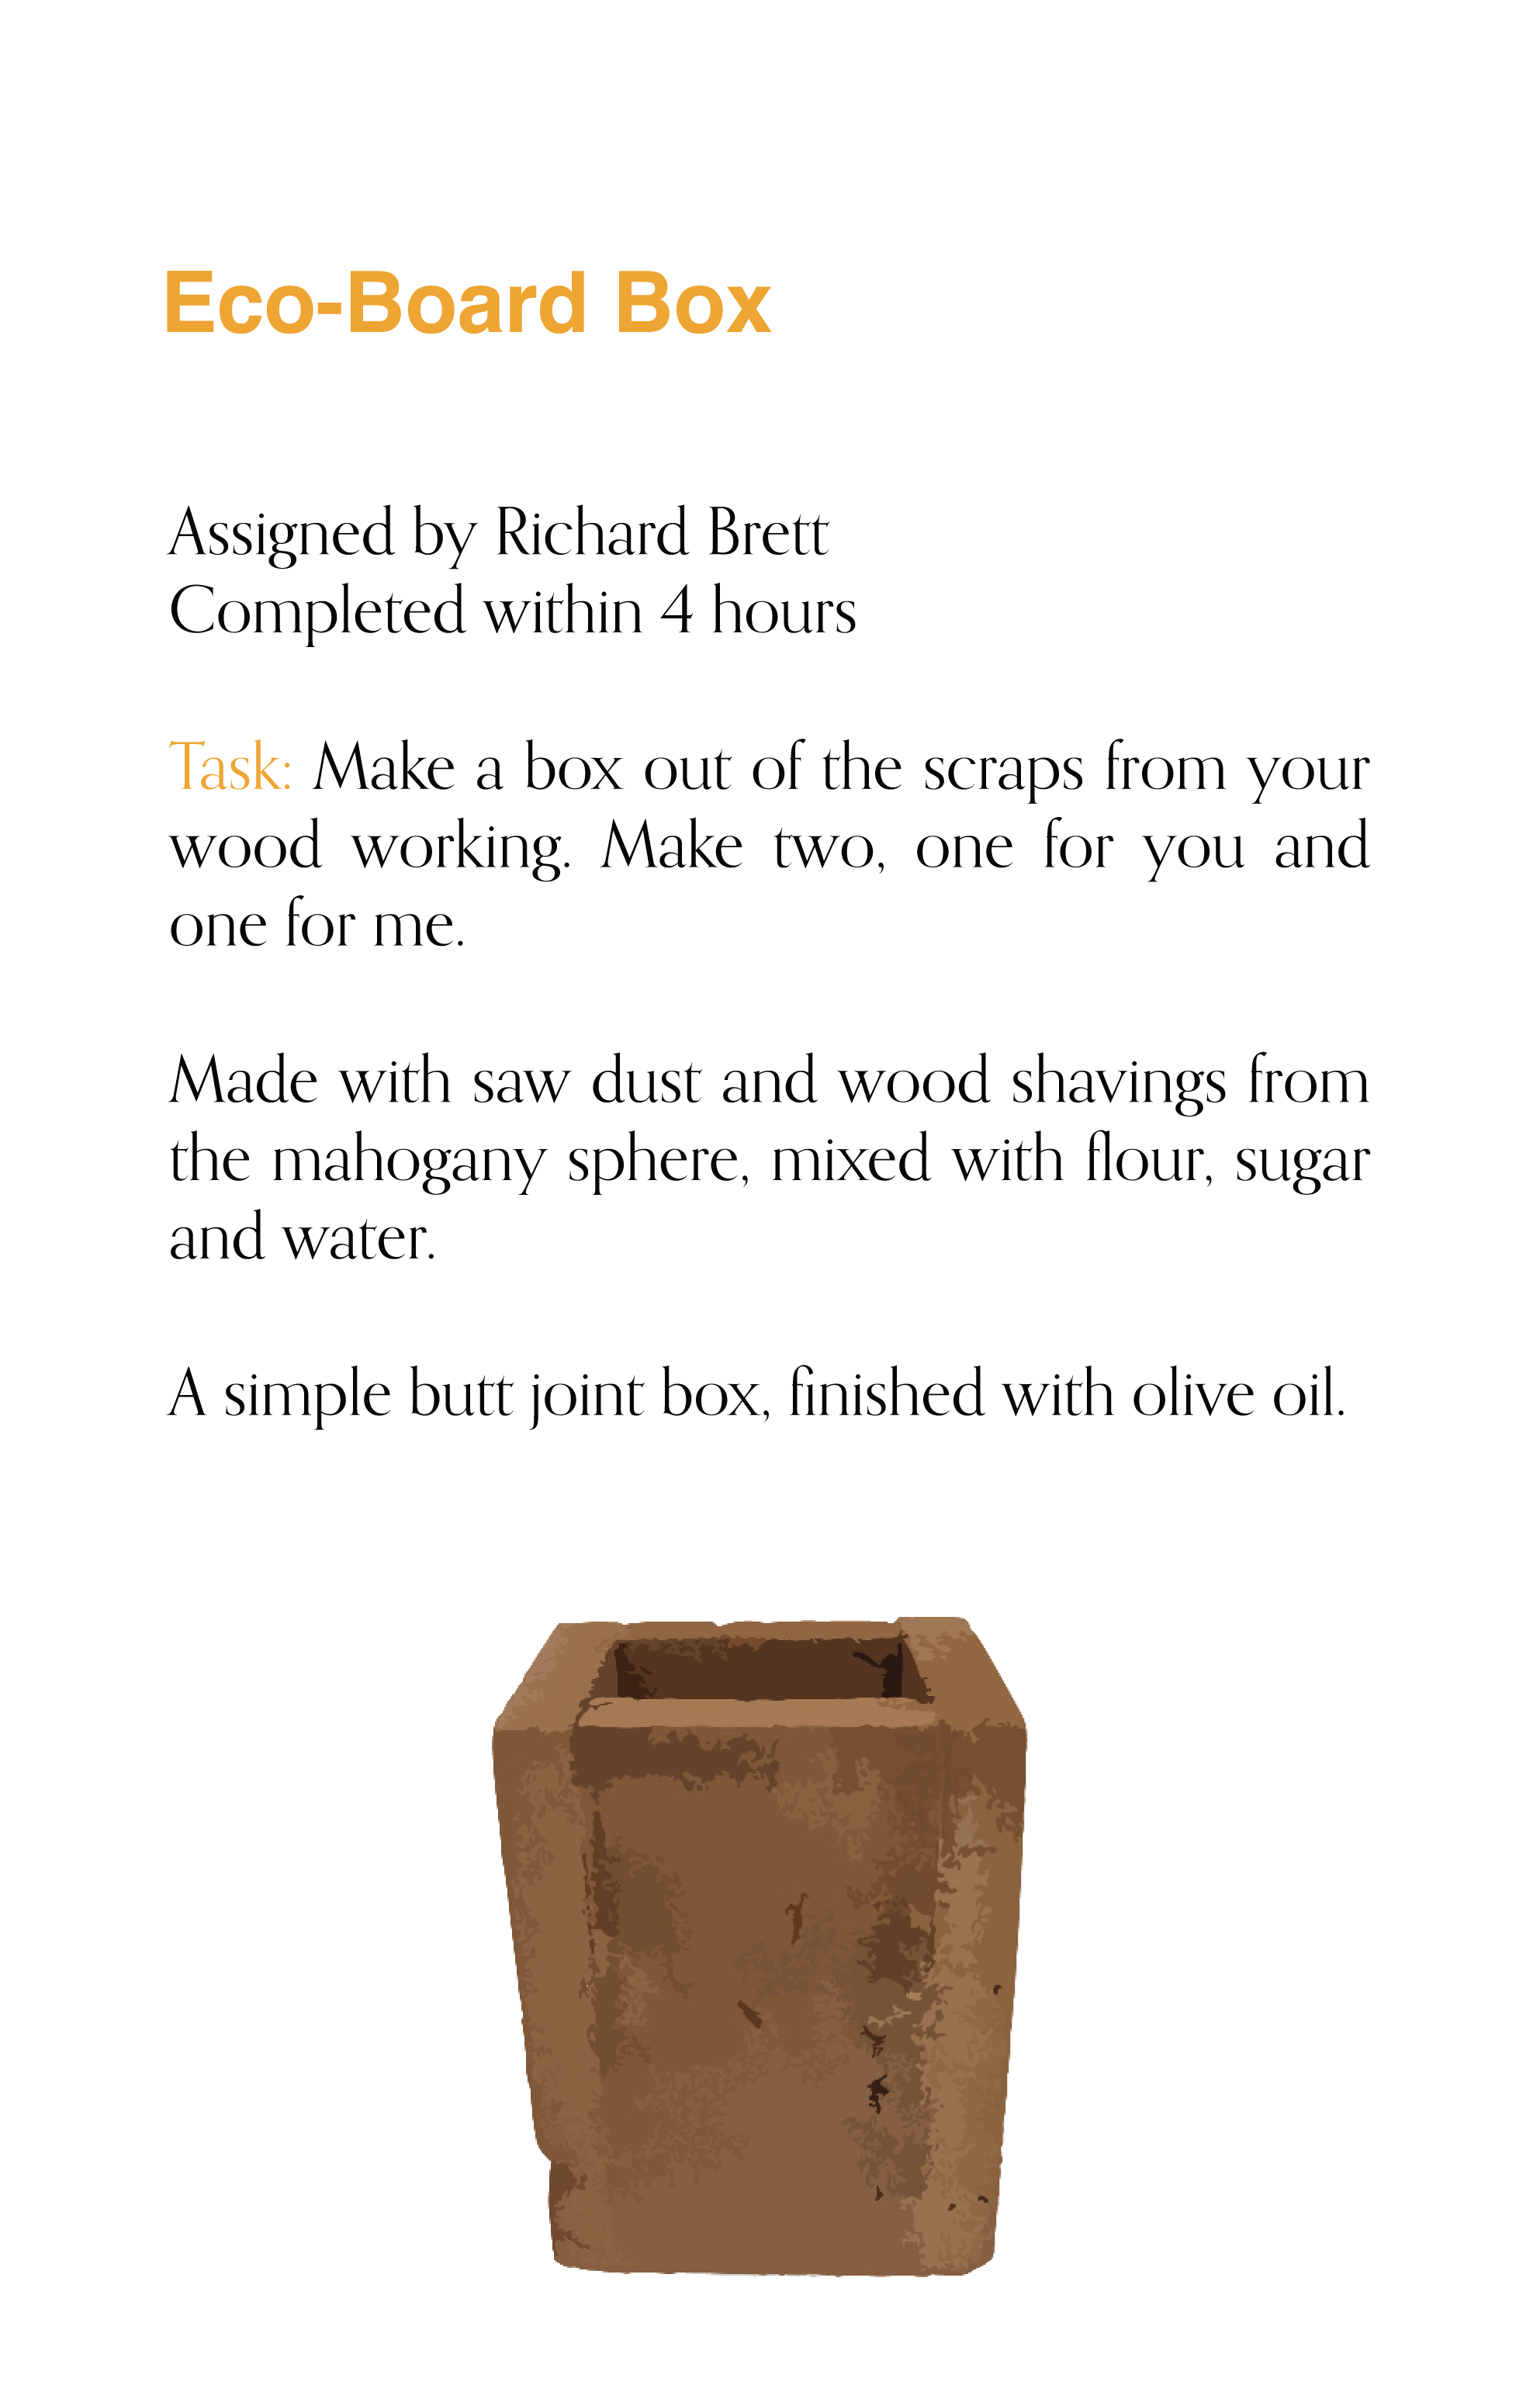 Eco-Board Box
Assigned by Richard Brett
Completed within 4 hours
Task: Make a box out of the scraps from your
wood working. Make two, one for you and
one for me.
Made with saw dust and wood shavings from
the mahogany sphere, mixed with flour, sugar
and water.
A simple butt joint box, finished with olive oil.